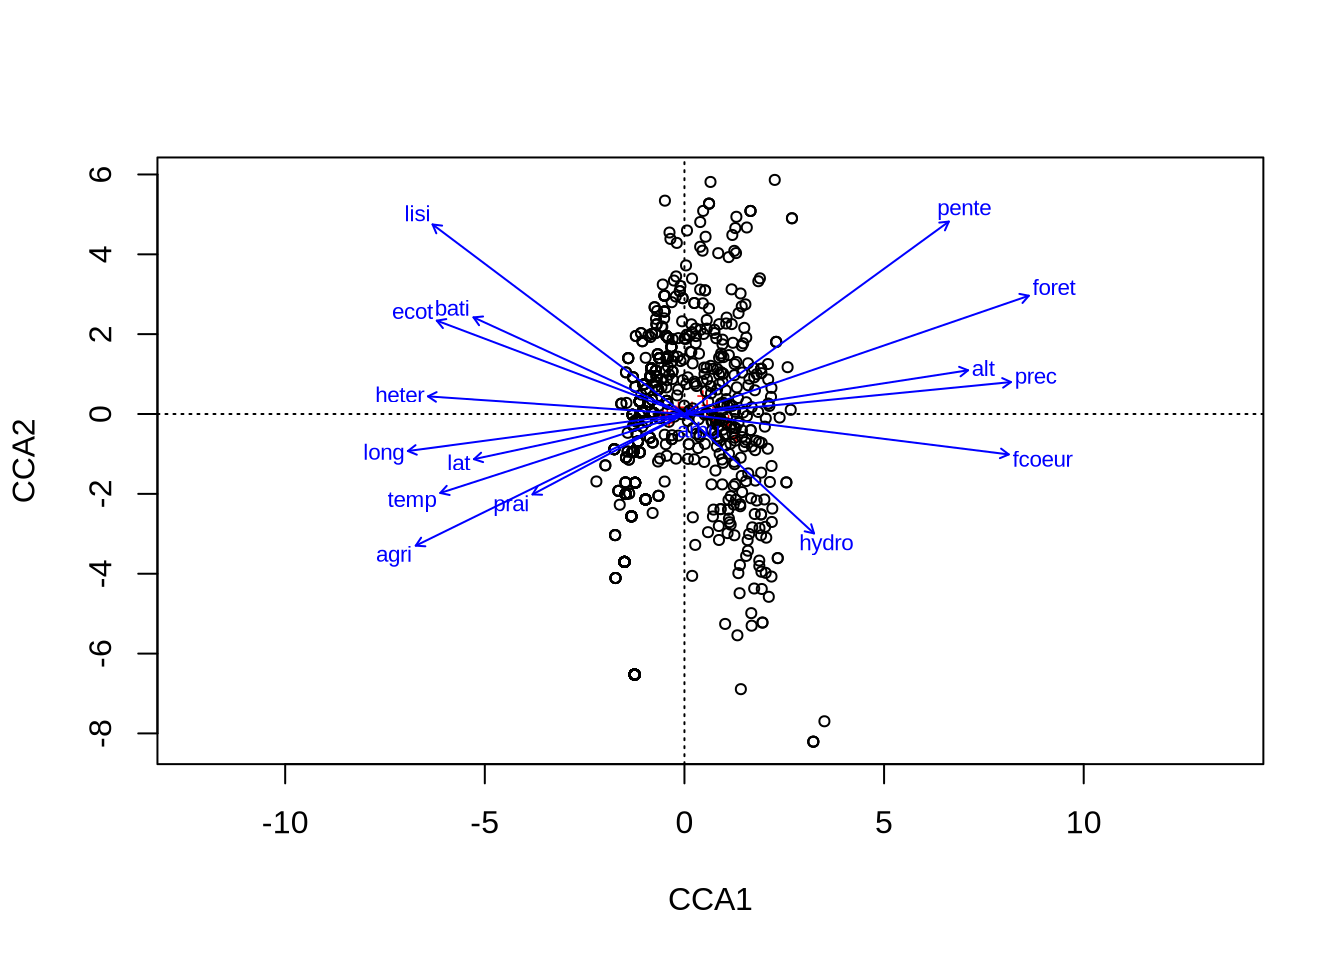 6
4
2
0
-2
-4
-6
-8
CCA2
lisi
pente
ecot
bati
foret
heter
alt
prec
long
lat
fcoeur
temp
prai
hydro
agri
-10
-5
0
5
10
CCA1